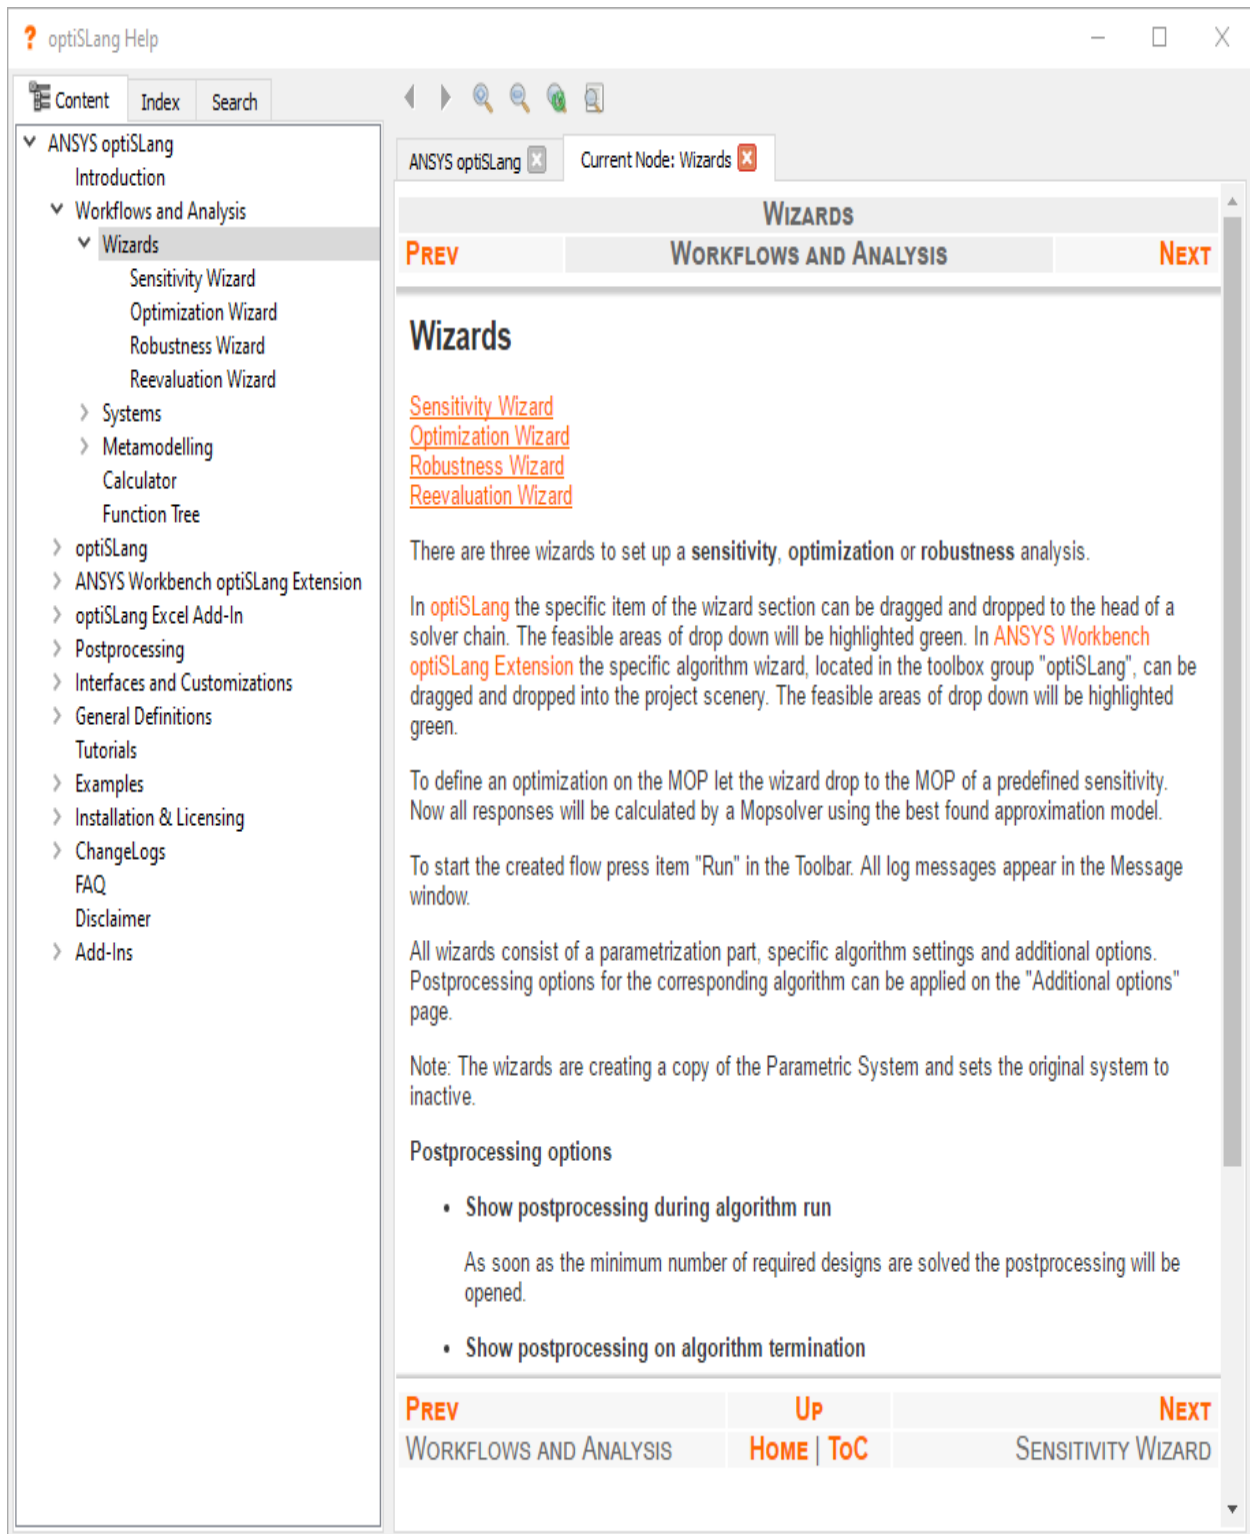 optiSLang Help
Content
Index
Search
ANSYS optiSLang
Introduction
Workflows and Analysis
Wizards
Sensitivity Wizard
Optimization Wizard
Robustness Wizard
Reevaluation Wizard
Systems
Metamodelling
Calculator
Function Tree
optiSLang
ANSYS Workbench optiSLang Extension
optiSLang Excel Add-In
Postprocessing
Interfaces and Customizations
General Definitions
Tutorials
Examples
Installation & Licensing
ChangeLogs
FAQ
Disclaimer
Add-Ins
ANSYS optiSLang
Current Node: Wizards
WIZARDS
PREV WORKFLOWS AND ANALYSIS NEXT
Wizards
Sensitivity Wizard
Optimization Wizard
Robustness Wizard
Reevaluation Wizard
There are three wizards to set up a sensitivity, optimization or robustness analysis.
In optiSLang the specific item of the wizard section can be dragged and dropped to the head of a
solver chain. The feasible areas of drop down will be highlighted green. In ANSYS Workbench
optiSLang Extension the specific algorithm wizard, located in the toolbox group "optiSLang", can be
dragged and dropped into the project scenery. The feasible areas of drop down will be highlighted
green.
To define an optimization on the MOP let the wizard drop to the MOP of a predefined sensitivity.
Now all responses will be calculated by a Mopsolver using the best found approximation model.
To start the created flow press item "Run" in the Toolbar. All log messages appear in the Message
window.
All wizards consist of a parametrization part, specific algorithm settings and additional options.
Postprocessing options for the corresponding algorithm can be applied on the "Additional options"
page.
Note: The wizards are creating a copy of the Parametric System and sets the original system to
inactive.
Postprocessing options
• Show postprocessing during algorithm run
As soon as the minimum number of required designs are solved the postprocessing will be
opened.
• Show postprocessing on algorithm termination
PREV UP NEXT
WORKFLOWS AND ANALYSIS HOME | TOC SENSITIVITY WIZARD